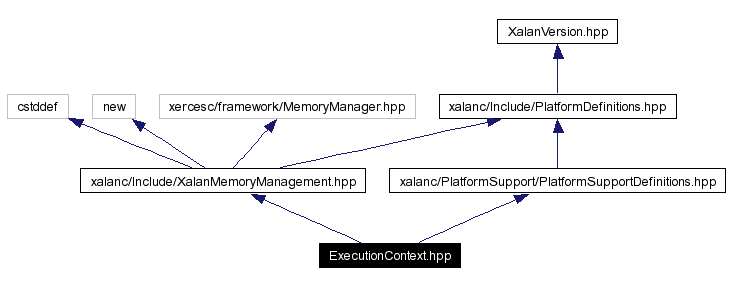 XalanVersion.hpp
cstddef
new
xercesc/framework/MemoryManager.hpp
xalanc/Include/PlatformDefinitions.hpp
xalanc/Include/XalanMemoryManagement.hpp
xalanc/PlatformSupport/PlatformSupportDefinitions.hpp
ExecutionContext.hpp